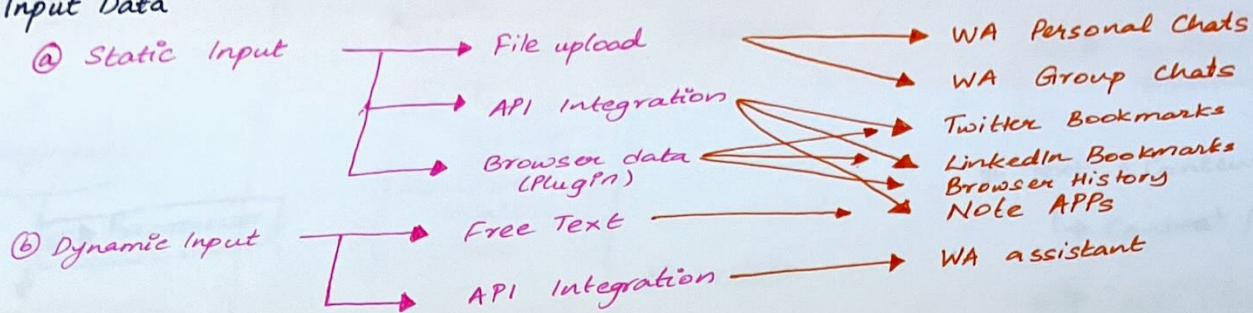 Input Data
ⓐ Static Input File upload WA Personal Chats
WA Group Chats
API Integration Twitter Bookmarks
Browser data LinkedIn Bookmarks
(Plugin) Browser History
Free Text Note APPs
ⓑ Dynamic Input
API Integration WA assistant